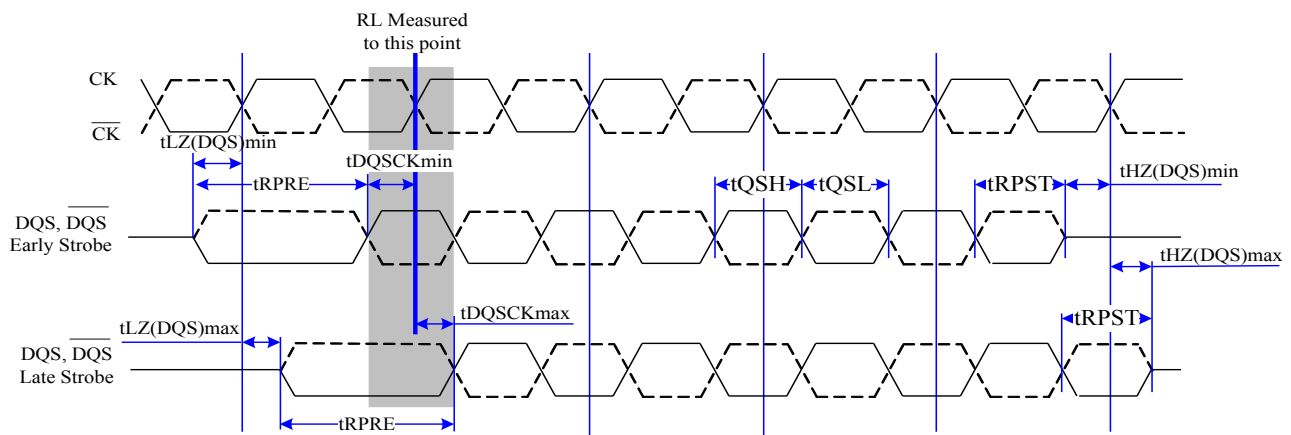 RL Measured
to this point
CK
CK
tLZ(DQS)min
tDQSCKmin
tRPRE
tQSH
tQSL
tRPST
tHZ(DQS)min
DQS, DQS
Early Strobe
tHZ(DQS)max
tLZ(DQS)max
tDQSCKmax
tRPST
DQS, DQS
Late Strobe
tRPRE